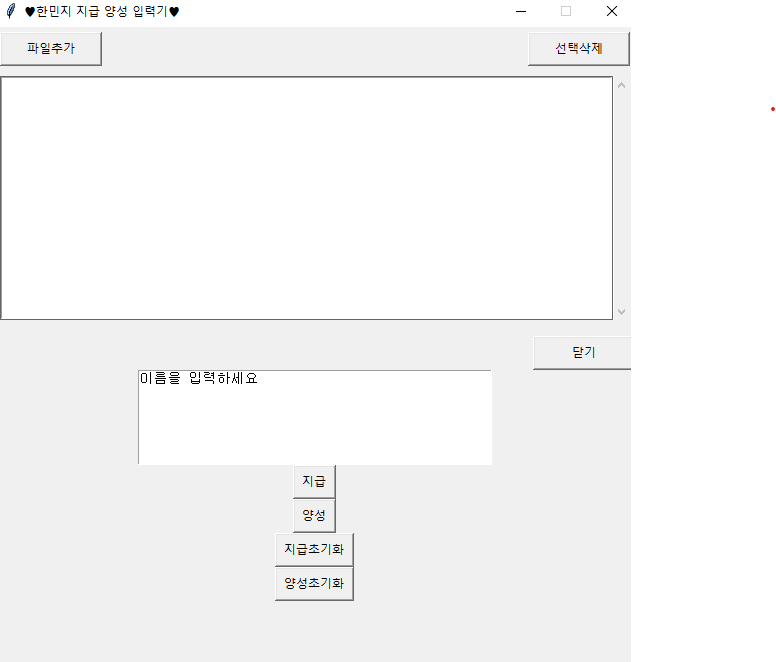 ♥한민지 지급 양성 입력기♥
파일추가
선택삭제
닫기
이름을 입력하세요
지급
양성
지급초기화
양성초기화